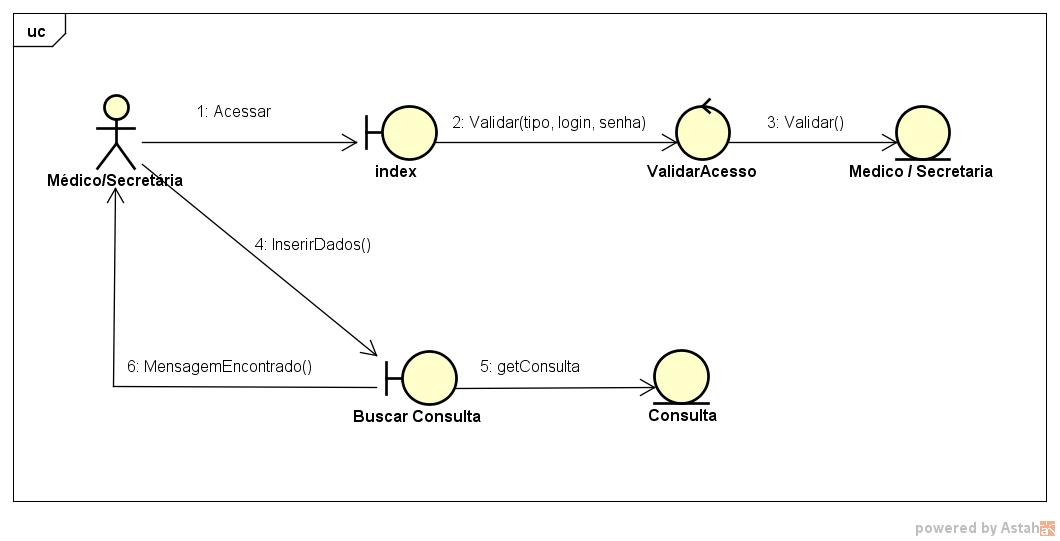 uc
1: Acessar
2: Validar(tipo, login, senha)
3: Validar()
index
ValidarAcesso
Medico / Secretaria
Médico/Secretária
4: InserirDados()
6: MensagemEncontrado()
5: getConsulta
Buscar Consulta
Consulta
powered by Astah